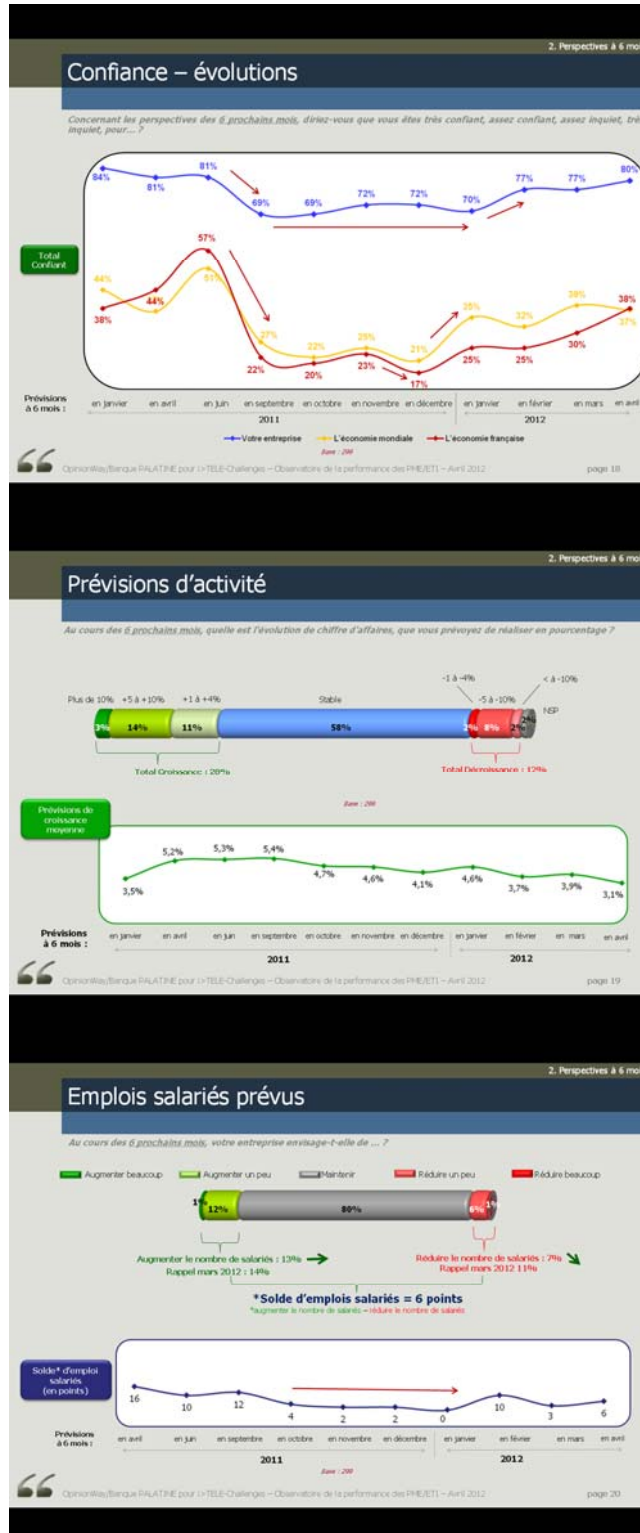 2. Perspectives à 6 moi
Confiance – évolutions
Concernant les perspectives des 6 prochains mois, diriez-vous que vous êtes très confiant, assez confiant, assez inquiet, trè
inquiet, pour... ?
84% 81% 81% 69% 69% 72% 72% 70% 77% 77% 80%
Total
Confiant
44% 44% 51% 27% 22% 25% 21% 35% 32% 38% 37%
38% 57% 22% 20% 23% 17% 25% 25% 30% 38%
Prévisions
à 6 mois :
en janvier en avril en juin en septembre en octobre en novembre en décembre en janvier en février en mars en avri
2011 2012
Votre entreprise L'économie mondiale L'économie française
Base : 200
OpinionWay/Banque PALATINE pour i>TELE-Challenges – Observatoire de la performance des PME/ETI – Avril 2012 page 18
2. Perspectives à 6 moi
Prévisions d'activité
Au cours des 6 prochains mois, quelle est l'évolution de chiffre d'affaires, que vous prévoyez de réaliser en pourcentage ?
Plus de 10% +5 à +10% +1 à +4% Stable -1 à -4% -5 à -10% < à -10% NSP
3% 14% 11% 58% 2% 8% 2% 2%
Total Croissance : 28% Total Décroissance : 12%
Base : 200
Prévisions de
croissance
moyenne
3,5% 5,2% 5,3% 5,4% 4,7% 4,6% 4,1% 4,6% 3,7% 3,9% 3,1%
Prévisions
à 6 mois :
en janvier en avril en juin en septembre en octobre en novembre en décembre en janvier en février en mars en avril
2011 2012
OpinionWay/Banque PALATINE pour i>TELE-Challenges – Observatoire de la performance des PME/ETI – Avril 2012 page 19
2. Perspectives à 6 moi
Emplois salariés prévus
Au cours des 6 prochains mois, votre entreprise envisage-t-elle de ... ?
Augmenter beaucoup Augmenter un peu Maintenir Réduire un peu Réduire beaucoup
1% 12% 80% 6% 1%
Augmenter le nombre de salariés : 13% Réduire le nombre de salariés : 7%
Rappel mars 2012 : 14% Rappel mars 2012 11%
*Solde d'emplois salariés = 6 points
*augmenter le nombre de salariés – réduire le nombre de salariés
Solde* d'emploi
salariés
(en points)
16 10 12 4 2 2 0 10 3 6
Prévisions
à 6 mois :
en avril en juin en septembre en octobre en novembre en décembre en janvier en février en mars en avril
2011 2012
Base : 200
OpinionWay/Banque PALATINE pour i>TELE-Challenges – Observatoire de la performance des PME/ETI – Avril 2012 page 20